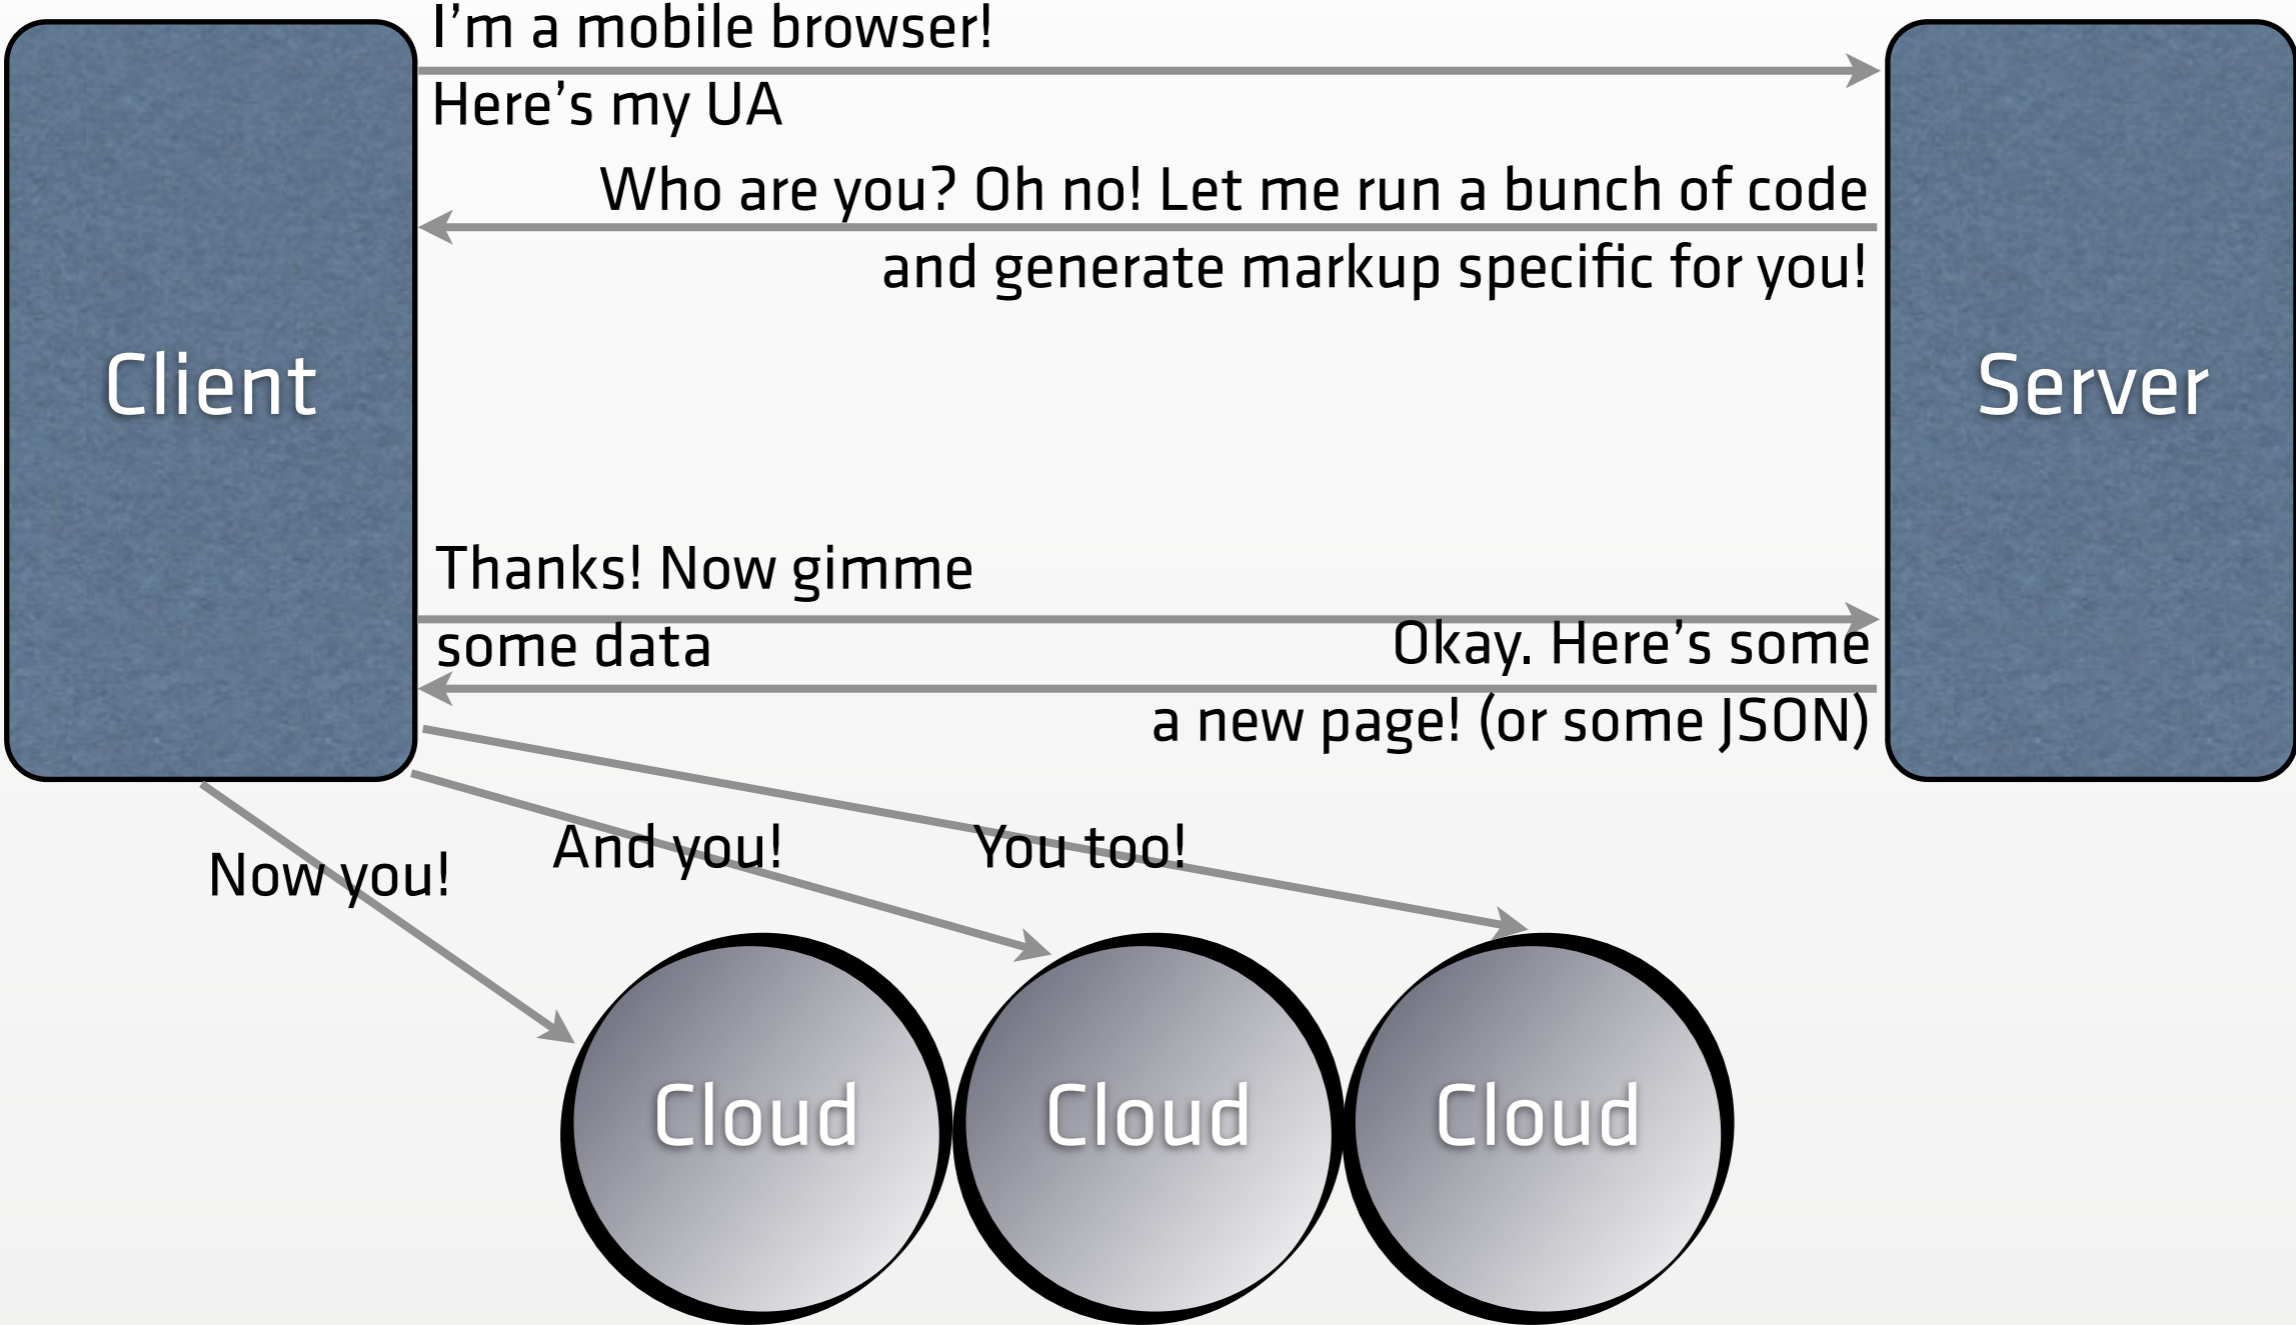 I’m a mobile browser!
Here’s my UA
Who are you? Oh no! Let me run a bunch of code
and generate markup specific for you!
Client
Server
Thanks! Now gimme
some data
Okay. Here’s some
a new page! (or some JSON)
Now you!
And you!
You too!
Cloud
Cloud
Cloud